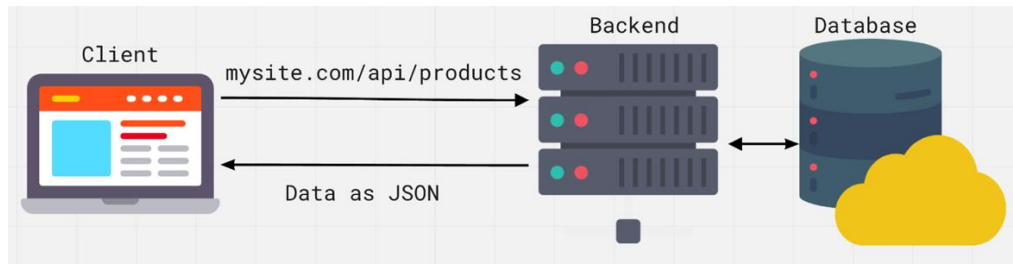 Client
mysite.com/api/products
Data as JSON
Backend
Database